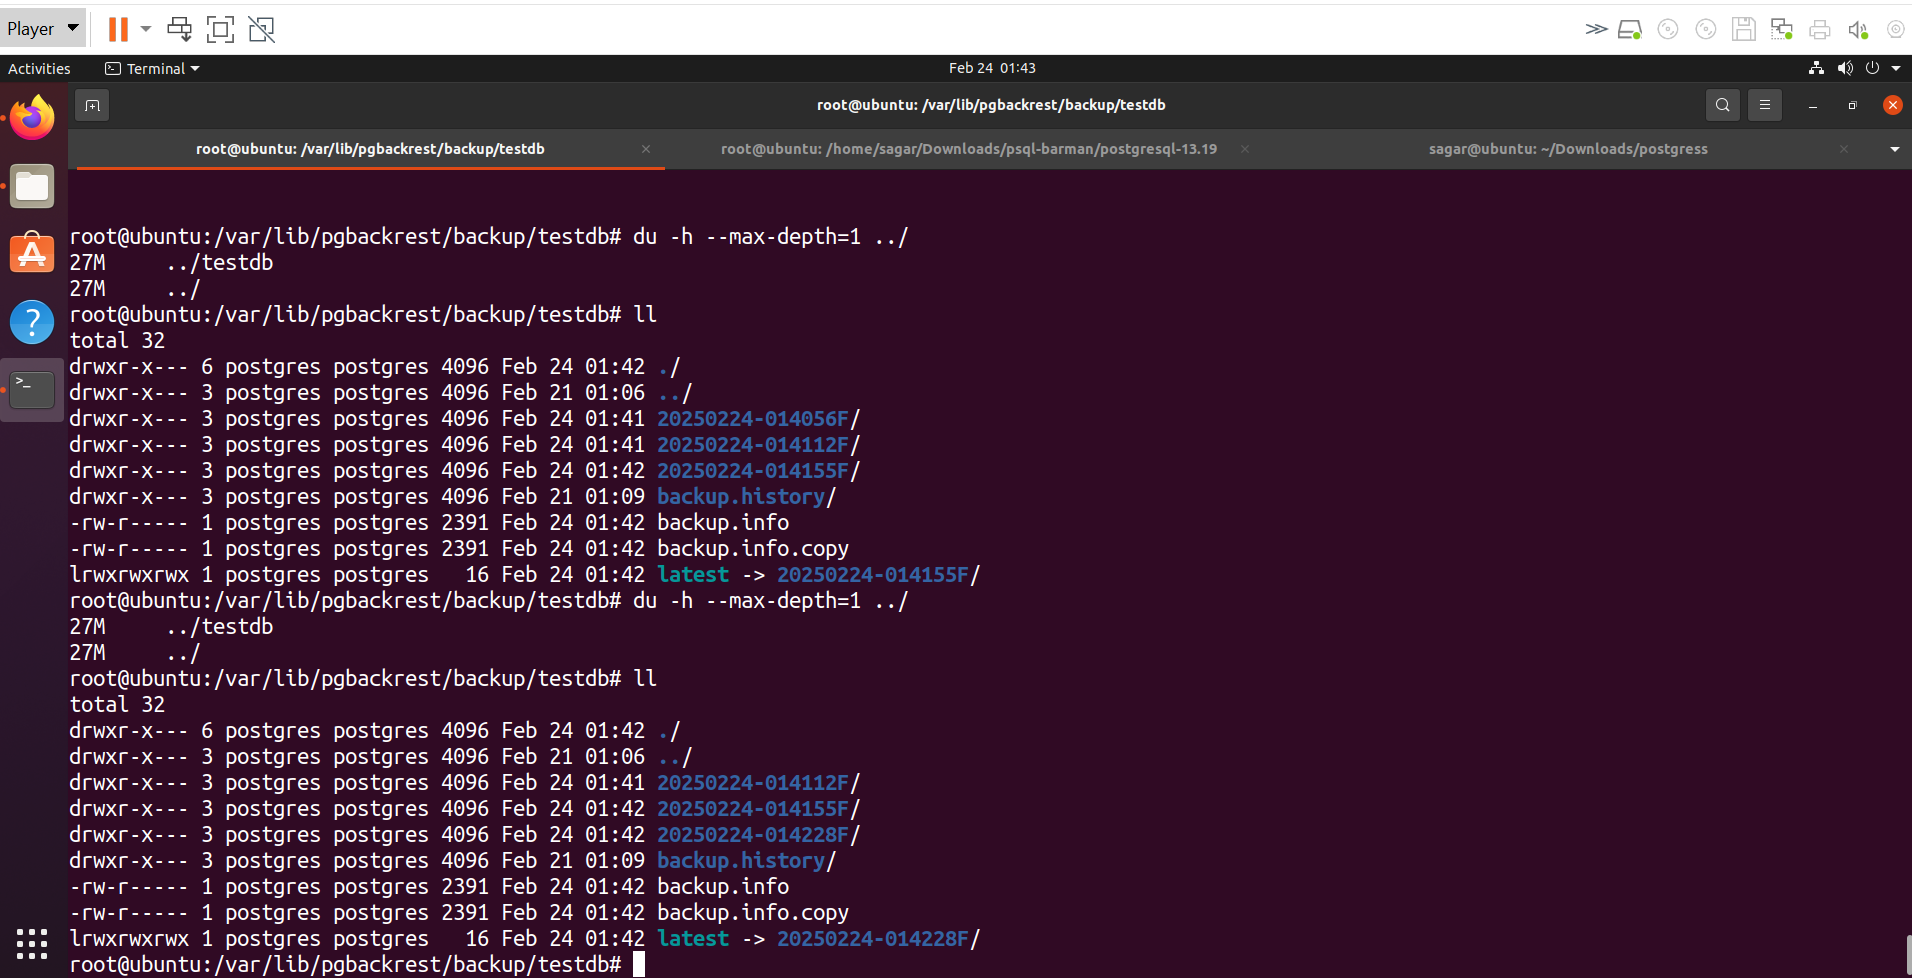 Player
Activities
Terminal
Feb 24 01:43
root@ubuntu: /var/lib/pgbackrest/backup/testdb
root@ubuntu: /var/lib/pgbackrest/backup/testdb
root@ubuntu: /home/sagar/Downloads/psql-barman/postgresql-13.19
sagar@ubuntu: ~/Downloads/postgress
root@ubuntu:/var/lib/pgbackrest/backup/testdb# du -h --max-depth=1 ../
27M     ../testdb
27M     ../
root@ubuntu:/var/lib/pgbackrest/backup/testdb# ll
total 32
drwxr-x--- 6 postgres postgres 4096 Feb 24 01:42 ./
drwxr-x--- 3 postgres postgres 4096 Feb 21 01:06 ../
drwxr-x--- 3 postgres postgres 4096 Feb 24 01:41 20250224-014056F/
drwxr-x--- 3 postgres postgres 4096 Feb 24 01:41 20250224-014112F/
drwxr-x--- 3 postgres postgres 4096 Feb 24 01:42 20250224-014155F/
drwxr-x--- 3 postgres postgres 4096 Feb 21 01:09 backup.history/
-rw-r----- 1 postgres postgres 2391 Feb 24 01:42 backup.info
-rw-r----- 1 postgres postgres 2391 Feb 24 01:42 backup.info.copy
lrwxrwxrwx 1 postgres postgres   16 Feb 24 01:42 latest -> 20250224-014155F/
root@ubuntu:/var/lib/pgbackrest/backup/testdb# du -h --max-depth=1 ../
27M     ../testdb
27M     ../
root@ubuntu:/var/lib/pgbackrest/backup/testdb# ll
total 32
drwxr-x--- 6 postgres postgres 4096 Feb 24 01:42 ./
drwxr-x--- 3 postgres postgres 4096 Feb 21 01:06 ../
drwxr-x--- 3 postgres postgres 4096 Feb 24 01:41 20250224-014112F/
drwxr-x--- 3 postgres postgres 4096 Feb 24 01:42 20250224-014155F/
drwxr-x--- 3 postgres postgres 4096 Feb 24 01:42 20250224-014228F/
drwxr-x--- 3 postgres postgres 4096 Feb 21 01:09 backup.history/
-rw-r----- 1 postgres postgres 2391 Feb 24 01:42 backup.info
-rw-r----- 1 postgres postgres 2391 Feb 24 01:42 backup.info.copy
lrwxrwxrwx 1 postgres postgres   16 Feb 24 01:42 latest -> 20250224-014228F/
root@ubuntu:/var/lib/pgbackrest/backup/testdb#